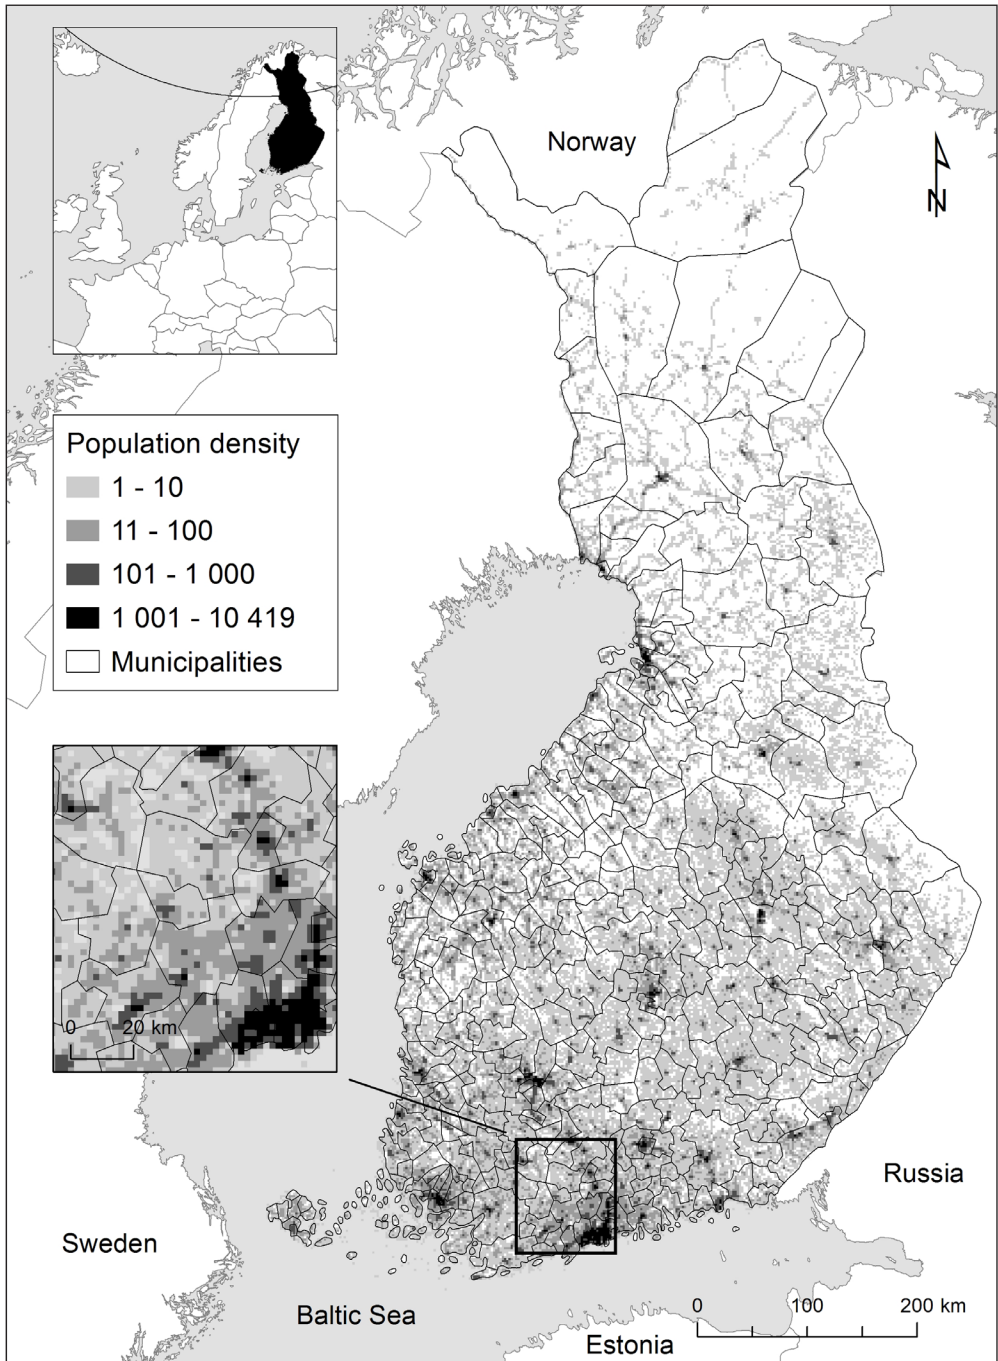 Norway
N
Population density
1 - 10
11 - 100
101 - 1 000
1 001 - 10 419
Municipalities
0 20 km
Russia
Sweden
Baltic Sea
0 100 200 km
Estonia